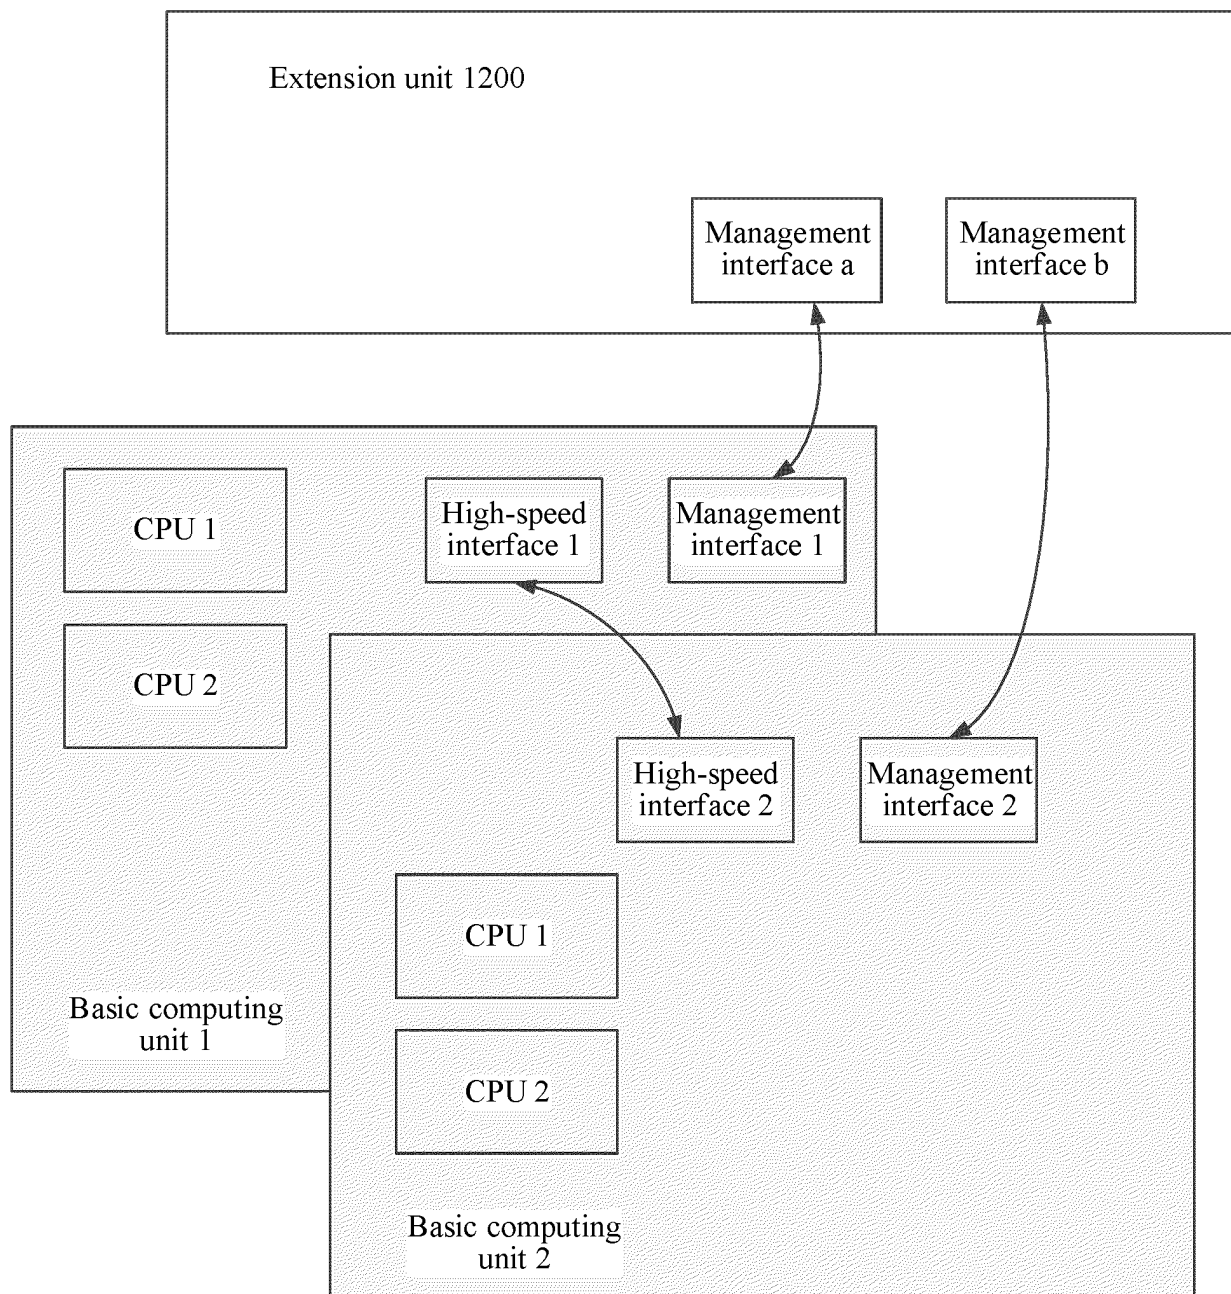 Extension unit 1200
Management
interface a
Management
interface b
CPU 1
High-speed
interface 1
Management
interface 1
CPU 2
High-speed
interface 2
Management
interface 2
CPU 1
Basic computing
unit 1
CPU 2
Basic computing
unit 2